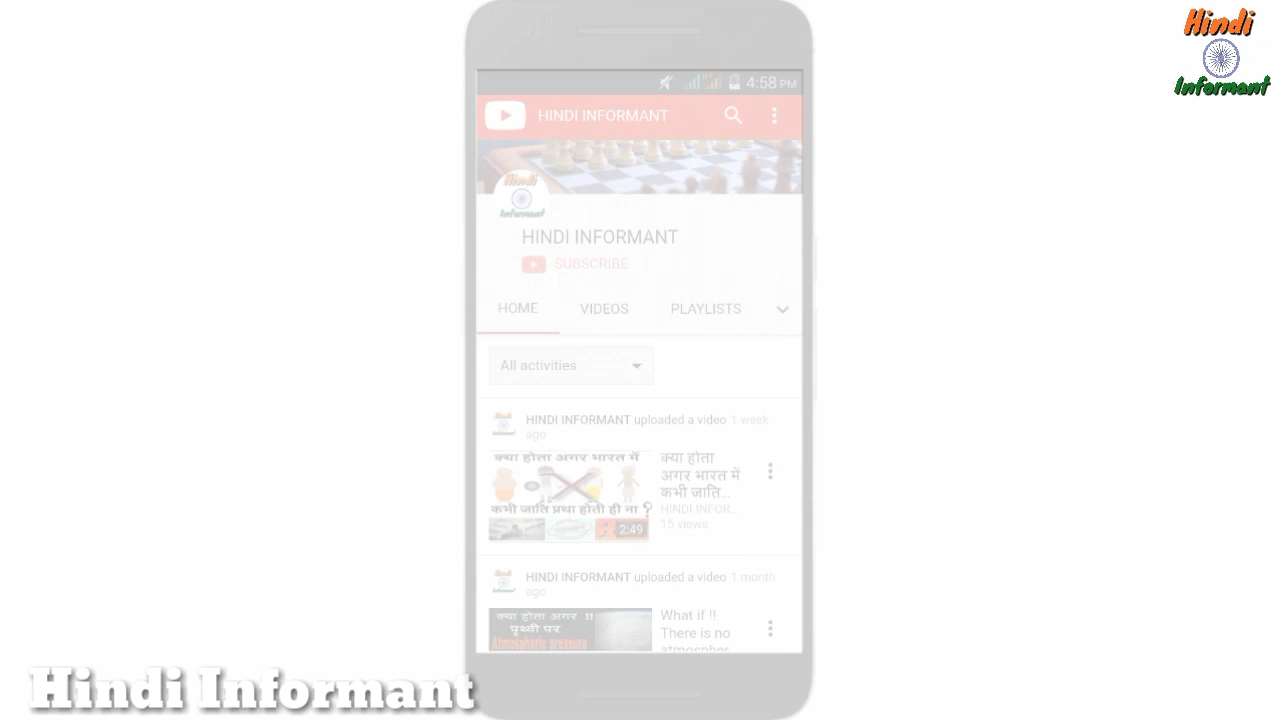 Hindi
Informant
4:58 PM
HINDI INFORMANT
Hindi
Informant
HINDI INFORMANT
SUBSCRIBE
HOME VIDEOS PLAYLISTS
All activities
HINDI INFORMANT uploaded a video 1 week
ago
क्या होता अगर भारत में
कभी जाति प्रथा होती ही ना ?
2:49
क्या होता
अगर भारत में
कभी जाति...
HINDI INFOR...
15 views
HINDI INFORMANT uploaded a video 1 month
ago
क्या होता अगर !!
पृथ्वी पर
Atmospheric pressure
What if !!
There is no
atmospher
Hindi Informant